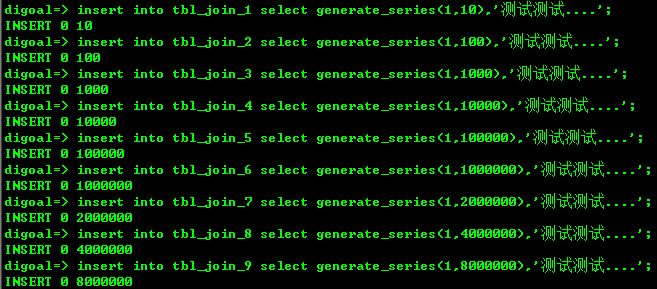 digoal=> insert into tbl_join_1 select generate_series(1,10),'测试测试....';
INSERT 0 10
digoal=> insert into tbl_join_2 select generate_series(1,100),'测试测试....';
INSERT 0 100
digoal=> insert into tbl_join_3 select generate_series(1,1000),'测试测试....';
INSERT 0 1000
digoal=> insert into tbl_join_4 select generate_series(1,10000),'测试测试....';
INSERT 0 10000
digoal=> insert into tbl_join_5 select generate_series(1,100000),'测试测试....';
INSERT 0 100000
digoal=> insert into tbl_join_6 select generate_series(1,1000000),'测试测试....';
INSERT 0 1000000
digoal=> insert into tbl_join_7 select generate_series(1,2000000),'测试测试....';
INSERT 0 2000000
digoal=> insert into tbl_join_8 select generate_series(1,4000000),'测试测试....';
INSERT 0 4000000
digoal=> insert into tbl_join_9 select generate_series(1,8000000),'测试测试....';
INSERT 0 8000000